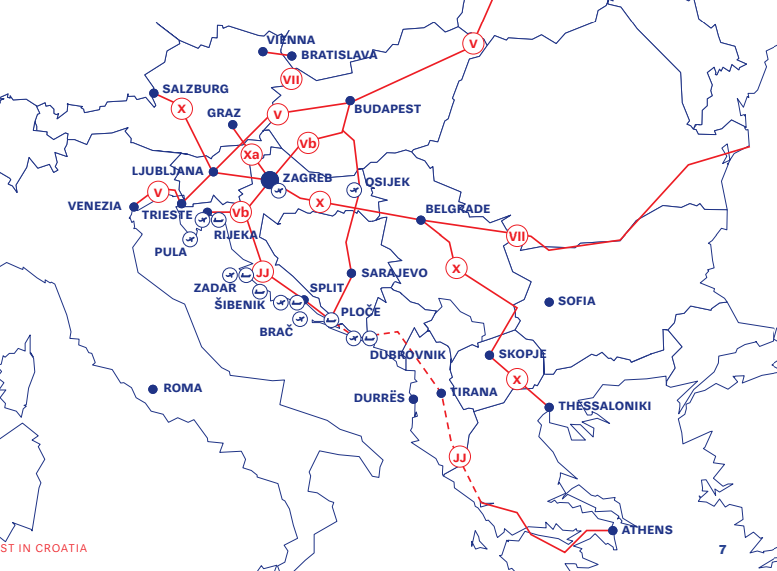 V
VIENNA
BRATISLAVA
VII
SALZBURG
X
GRAZ
V
BUDAPEST
Vb
Xa
LJUBLJANA
ZAGREB
OSIJEK
V
VENEZIA
TRIESTE
Vb
X
BELGRADE
RIJEKA
VII
PULA
JJ
X
SARAJEVO
ZADAR
SPLIT
ŠIBENIK
PLOČE
SOFIA
BRAČ
DUBROVNIK
SKOPJE
X
ROMA
TIRANA
DURRËS
THESSALONIKI
JJ
ATHENS
ST IN CROATIA
7